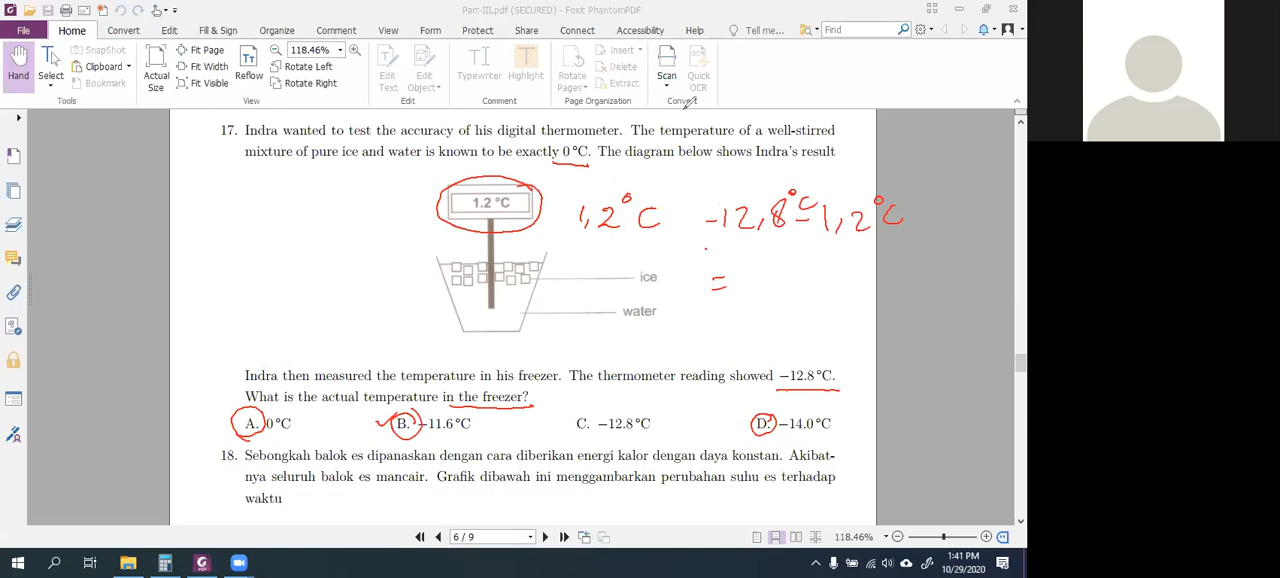 Part-III.pdf (SECURED) - Foxit PhantomPDF
File Home Convert Edit Fill & Sign Organize Comment View Form Protect Share Connect Accessibility Help Tell me... Find
Hand Select SnapShot Clipboard Bookmark Actual Size Fit Page Fit Width Fit Visible Reflow 118.46% Rotate Left Rotate Right Edit Text Edit Object Typewriter Highlight Rotate Pages Insert Delete Extract Scan Quick OCR
Tools View Edit Comment Page Organization Convert
17. Indra wanted to test the accuracy of his digital thermometer. The temperature of a well-stirred
mixture of pure ice and water is known to be exactly 0 °C. The diagram below shows Indra's result
1.2 °C
1,2°C -12,8°C - 1,2°C
=
ice
water
Indra then measured the temperature in his freezer. The thermometer reading showed −12.8 °C.
What is the actual temperature in the freezer?
A. 0 °C B. −11.6 °C C. −12.8 °C D. −14.0 °C
18. Sebongkah balok es dipanaskan dengan cara diberikan energi kalor dengan daya konstan. Akibat-
nya seluruh balok es mancair. Grafik dibawah ini menggambarkan perubahan suhu es terhadap
waktu
6 / 9 118.46%
1:41 PM
10/29/2020